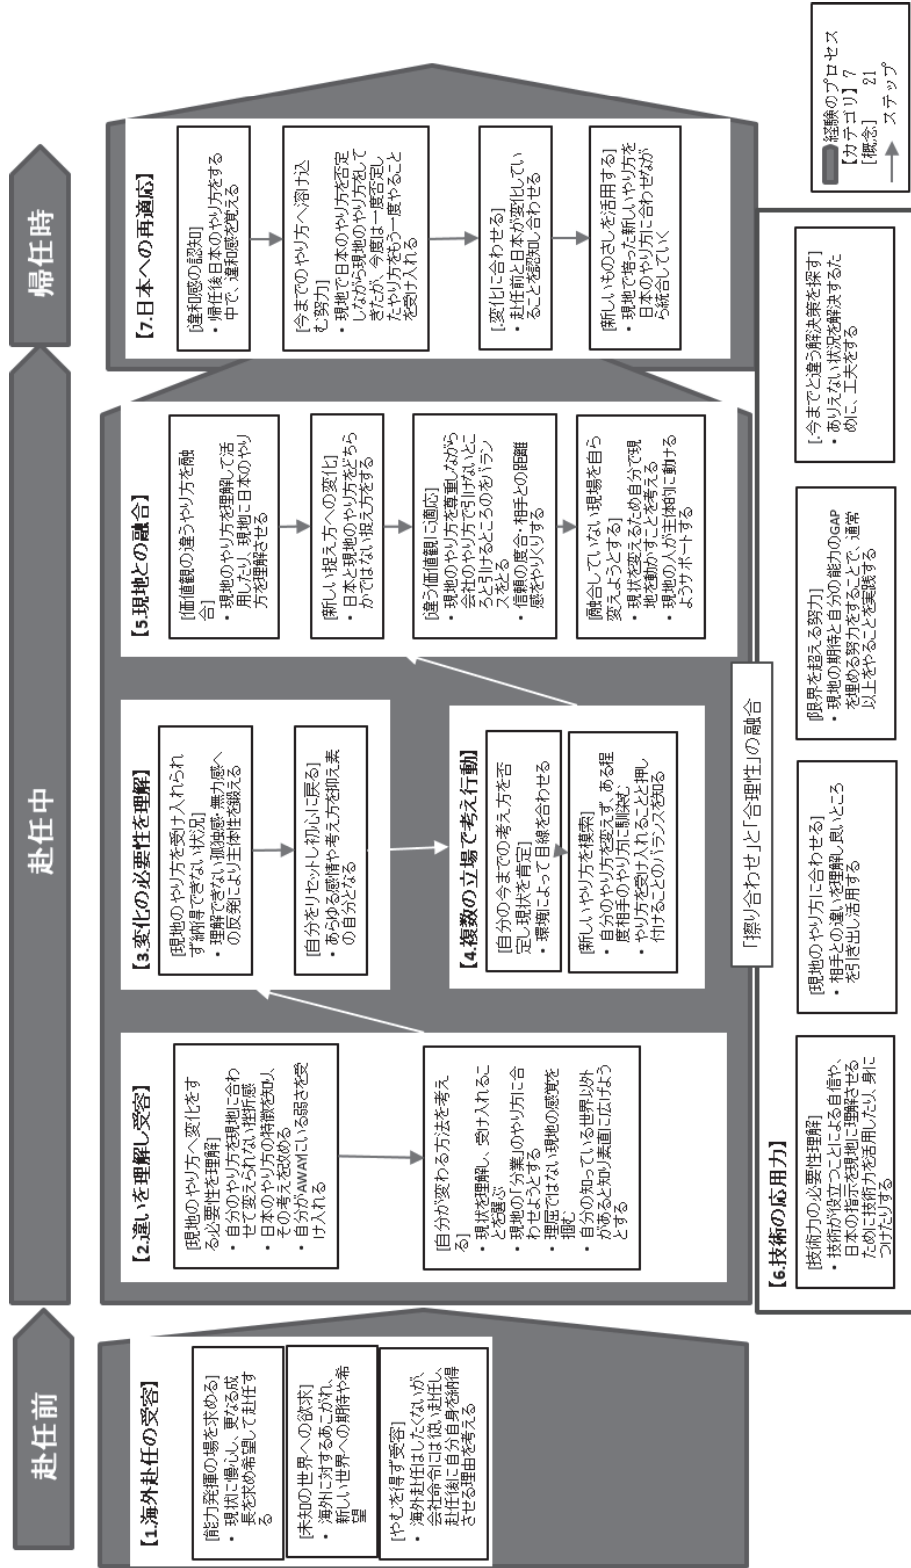 赴任前
赴任中
帰任時
【1.海外赴任の受容】
[能力発揮の場を求める]
• 現状に慢心し、更なる成
長を求め希望して赴任す
る
[未知の世界への欲求]
• 海外に対するあこがれ、
新しい世界への期待や希
望
[やむを得ず受容]
• 海外赴任はしたくないが、
会社命令には従い赴任し、
赴任後に自分自身を納得
させる理由を考える
【2.違いを理解し受容】
[現地のやり方へ変化をす
る必要性を理解]
• 自分のやり方を現地に合わ
せて変えられない挫折感
• 日本のやり方の特徴を知り、
その考えを改める
• 自分がAWAYにいる弱さを受
け入れる
[自分が変わる方法を考え
る]
• 現状を理解し、受け入れるこ
とを選ぶ
• 現地の「分業」のやり方に合
わせようとする
• 理屈ではない現地の感覚を
掴む
• 自分の知っている世界以外
があると知り素直に広げよう
とする
【3.変化の必要性を理解】
[現地のやり方を受け入れられ
ず納得できない状況]
• 理解できない孤独感・無力感へ
の反発により主体性を鍛える
[自分をリセットし初心に戻る]
• あらゆる感情や考え方を抑え素
の自分となる
【4.複数の立場で考え行動】
[自分の今までの考え方を否
定し現状を肯定]
• 環境によって目線を合わせる
[新しいやり方を模索]
• 自分のやり方を変えず、ある程
度相手のやり方に馴染む
• やり方を受け入れることと押し
付けることのバランスを知る
【5.現地との融合】
[価値観の違うやり方を融
合]
• 現地のやり方を理解して活
用したり、現地に日本のやり
方を理解させる
[新しい捉え方への変化]
• 日本と現地のやり方をどちら
かではない捉え方をする
[違う価値観に適応]
• 現地のやり方を尊重しながら
会社のやり方で引けないとこ
ろと引けるところのをバラン
スをとる
• 信頼の度合・相手との距離
感をやりくりする
[融合していない現場を自ら
変えようとする]
• 現状を変えるため自分で現
地を動かすことを考える
• 現地の人が主体的に動ける
ようサポートする
「擦り合わせ」と「合理性」の融合
【6.技術の応用力】
[技術力の必要性理解]
• 技術が役立つことによる自信や、
日本の指示を現地に理解させる
ために技術力を活用したり、身に
つけたりする
[現地のやり方に合わせる]
• 相手との違いを理解し良いところ
を引き出し活用する
[限界を超える努力]
• 現地の期待と自分の能力のGAP
を埋める努力をすることで、通常
以上をやることを実践する
[.今までと違う解決策を探す]
• ありえない状況を解決するた
めに、工夫をする
【7.日本への再適応】
[違和感の認知]
• 帰任後日本のやり方をする
中で、違和感を覚える
[今までのやり方へ溶け込
む努力]
• 現地で日本のやり方を否定
しながら現地のやり方をして
きたが、今度は一度否定し
たやり方をもう一度やること
を受け入れる
[.変化に合わせる]
• 赴任前と日本が変化してい
ることを認知し合わせる
[新しいものさしを活用する]
• 現地で培った新しいやり方を
日本のやり方に合わせなが
ら統合していく
経験のプロセス
【カテゴリ】 7
[概念] 21
ステップ